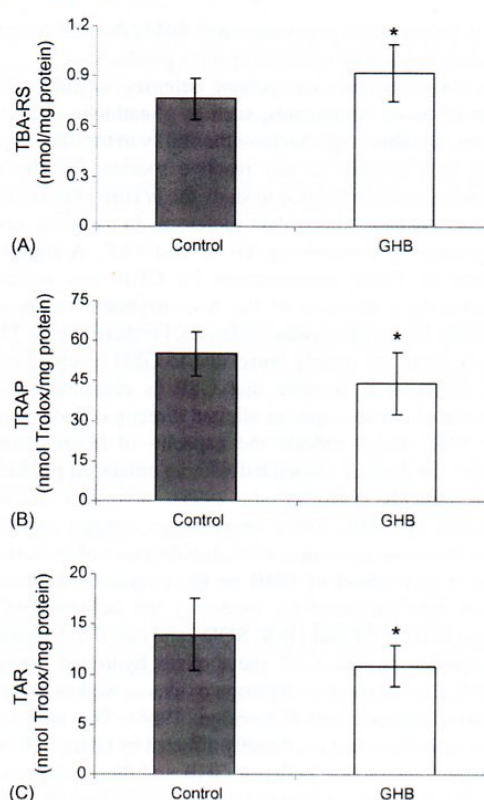 TBA-RS
(nmol/mg protein)
1.2
0.9
0.6
0.3
0
*
(A)
Control
GHB
TRAP
(nmol Trolox/mg protein)
75
60
45
30
15
0
*
(B)
Control
GHB
TAR
(nmol Trolox/mg protein)
20
15
10
5
0
*
(C)
Control
GHB